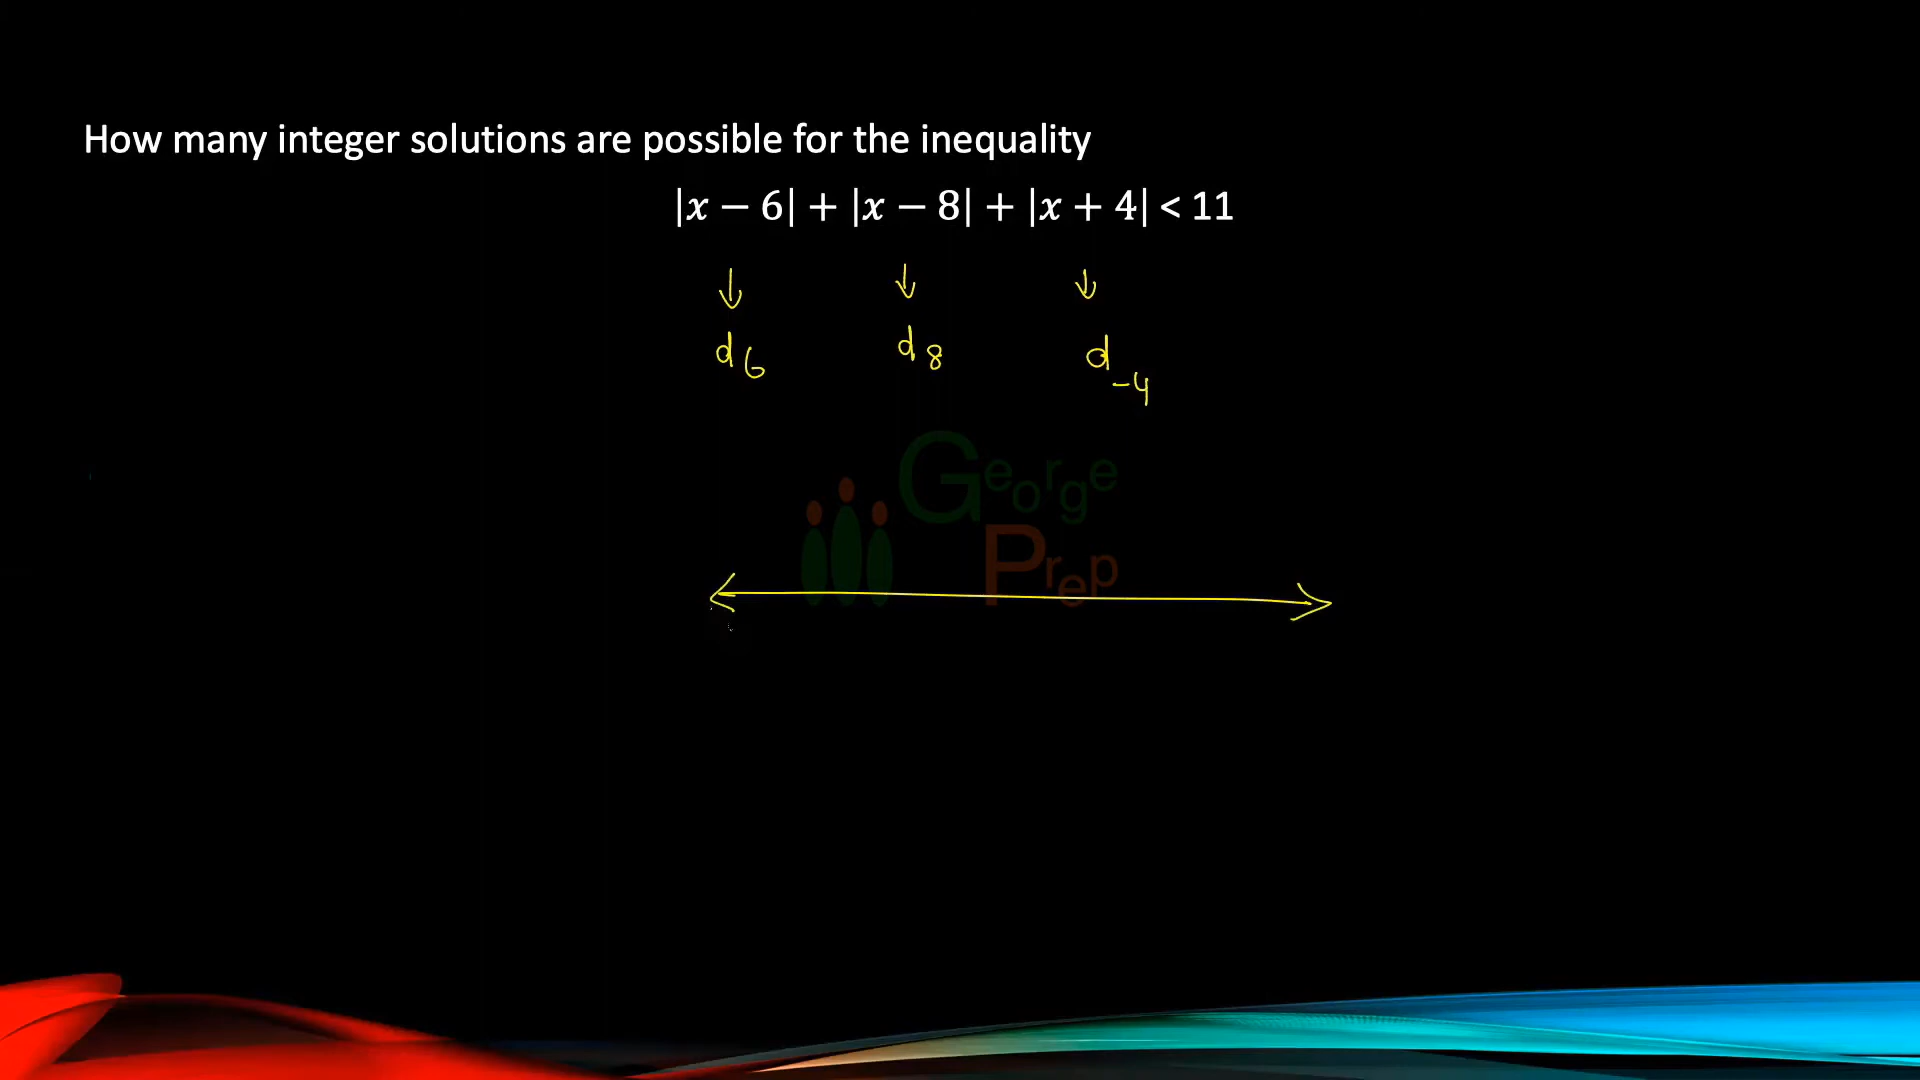 How many integer solutions are possible for the inequality
|x − 6| + |x − 8| + |x + 4| < 11
↓ ↓ ↓
d₆ d₈ d₋₄
George
Prep